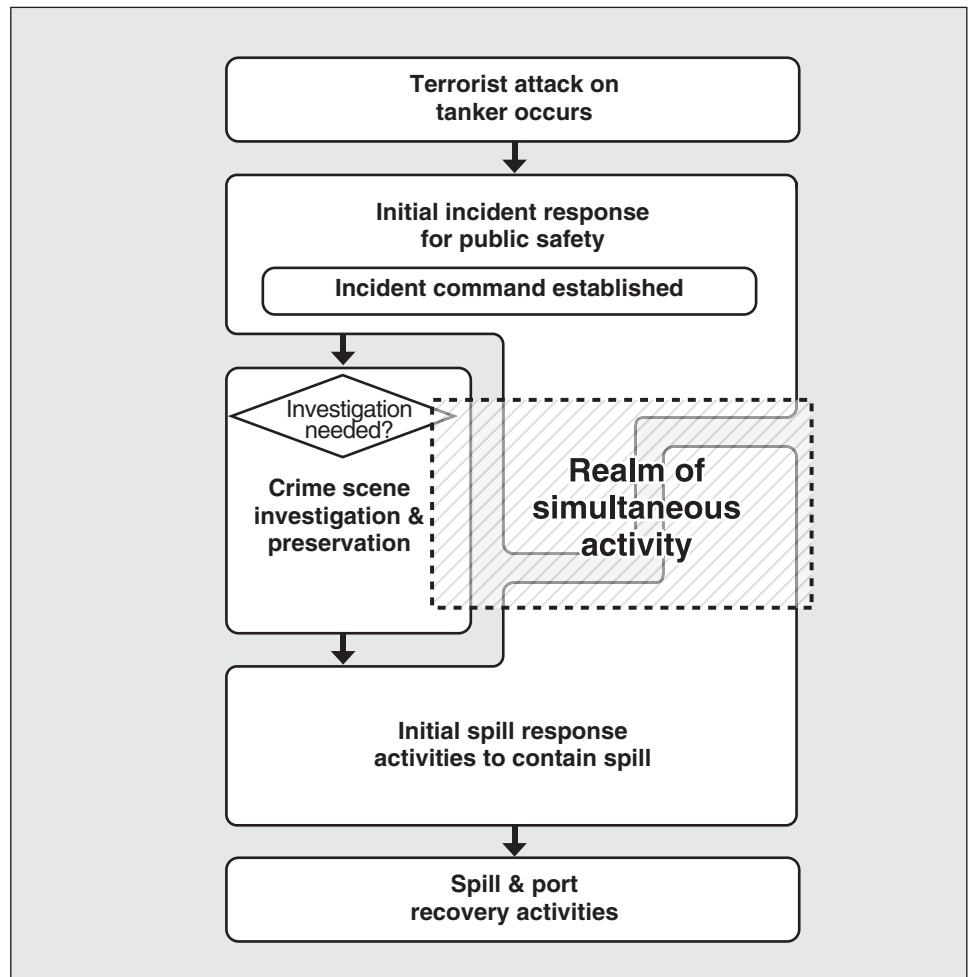 Terrorist attack on
tanker occurs
Initial incident response
for public safety
Incident command established
Investigation
needed?
Crime scene
investigation &
preservation
Realm of
simultaneous
activity
Initial spill response
activities to contain spill
Spill & port
recovery activities